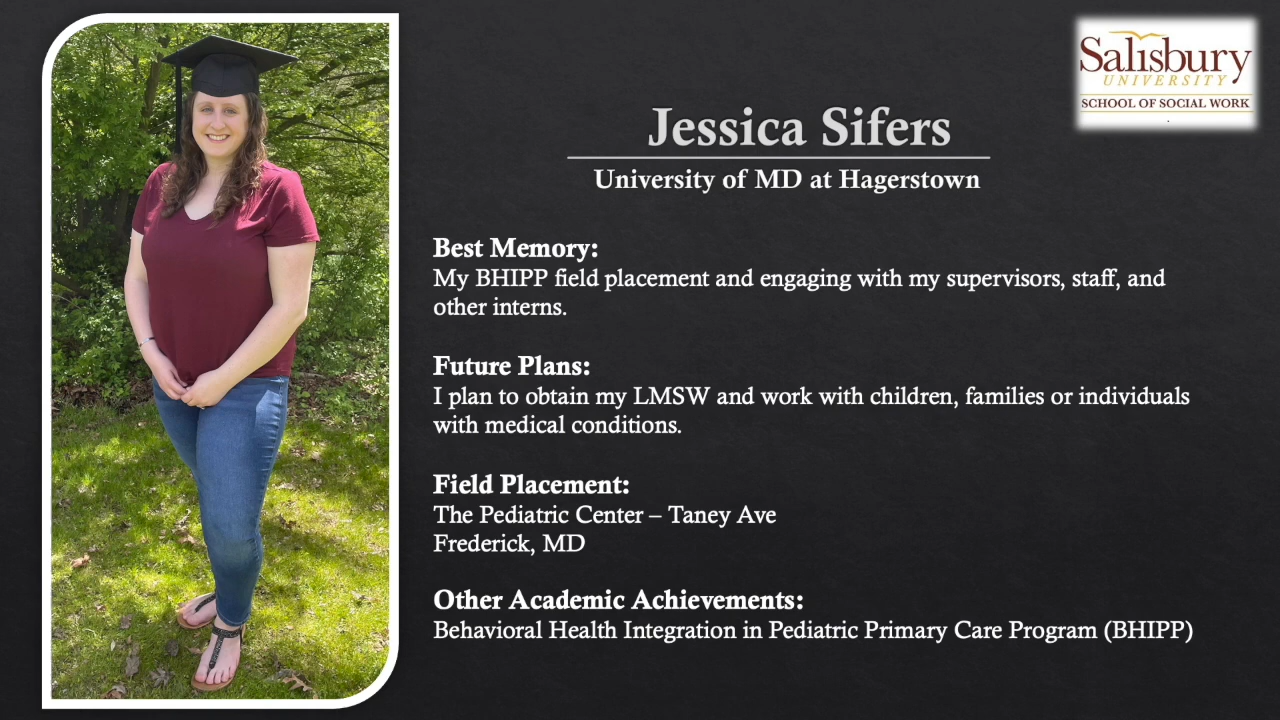 Salisbury
UNIVERSITY
SCHOOL OF SOCIAL WORK
Jessica Sifers
University of MD at Hagerstown
Best Memory:
My BHIPP field placement and engaging with my supervisors, staff, and
other interns.
Future Plans:
I plan to obtain my LMSW and work with children, families or individuals
with medical conditions.
Field Placement:
The Pediatric Center – Taney Ave
Frederick, MD
Other Academic Achievements:
Behavioral Health Integration in Pediatric Primary Care Program (BHIPP)